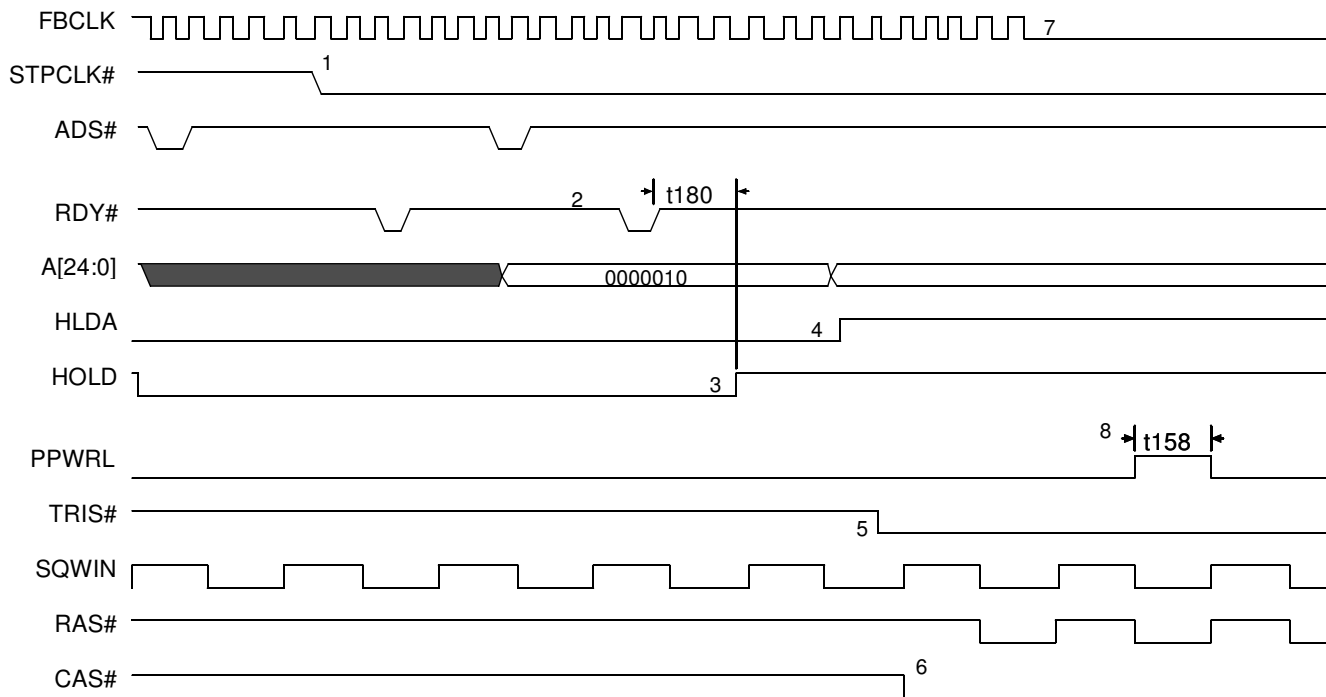 FBCLK 7
STPCLK# 1
ADS#
t180
RDY# 2
A[24:0] 0000010
HLDA 4
HOLD 3
8 t158
PPWRL
TRIS# 5
SQWIN
RAS#
CAS# 6